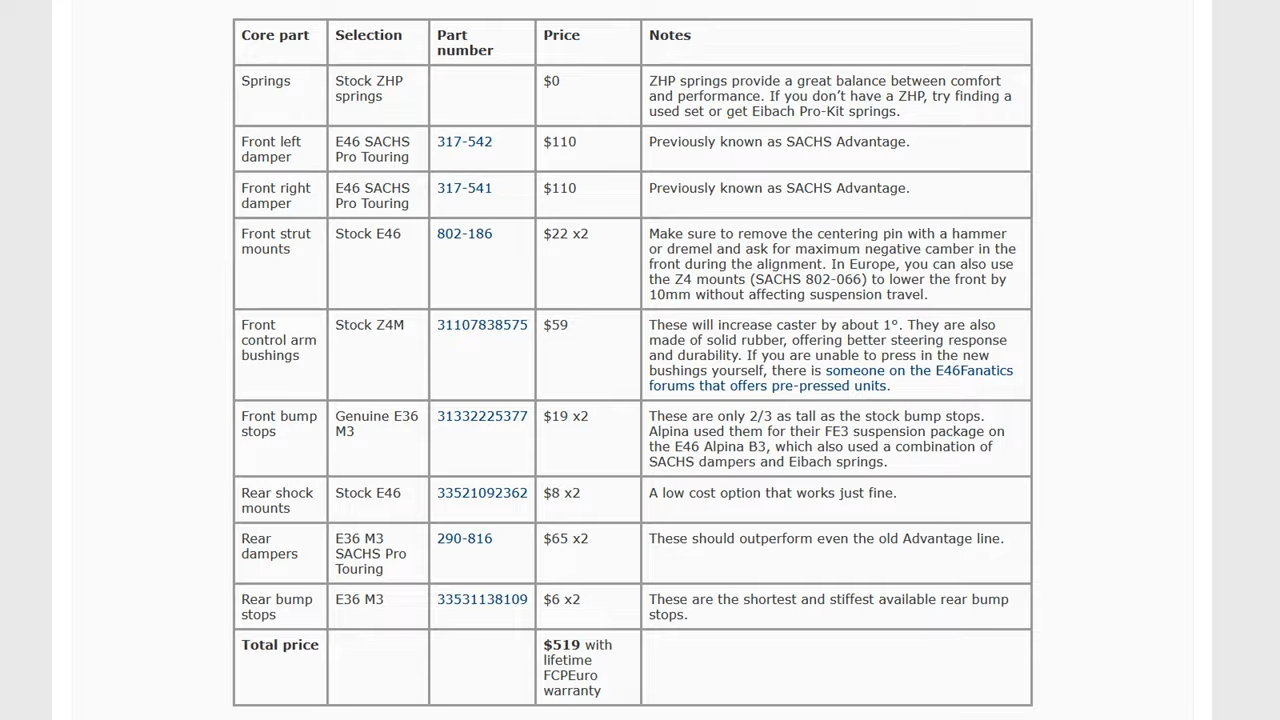 Core part Selection Part number Price Notes
Springs Stock ZHP springs $0 ZHP springs provide a great balance between comfort
and performance. If you don’t have a ZHP, try finding a
used set or get Eibach Pro-Kit springs.
Front left damper E46 SACHS Pro Touring 317-542 $110 Previously known as SACHS Advantage.
Front right damper E46 SACHS Pro Touring 317-541 $110 Previously known as SACHS Advantage.
Front strut mounts Stock E46 802-186 $22 x2 Make sure to remove the centering pin with a hammer
or dremel and ask for maximum negative camber in the
front during the alignment. In Europe, you can also use
the Z4 mounts (SACHS 802-066) to lower the front by
10mm without affecting suspension travel.
Front control arm bushings Stock Z4M 31107838575 $59 These will increase caster by about 1°. They are also
made of solid rubber, offering better steering response
and durability. If you are unable to press in the new
bushings yourself, there is someone on the E46Fanatics
forums that offers pre-pressed units.
Front bump stops Genuine E36 M3 31332225377 $19 x2 These are only 2/3 as tall as the stock bump stops.
Alpina used them for their FE3 suspension package on
the E46 Alpina B3, which also used a combination of
SACHS dampers and Eibach springs.
Rear shock mounts Stock E46 33521092362 $8 x2 A low cost option that works just fine.
Rear dampers E36 M3 SACHS Pro Touring 290-816 $65 x2 These should outperform even the old Advantage line.
Rear bump stops E36 M3 33531138109 $6 x2 These are the shortest and stiffest available rear bump
stops.
Total price $519 with
lifetime
FCPEuro
warranty